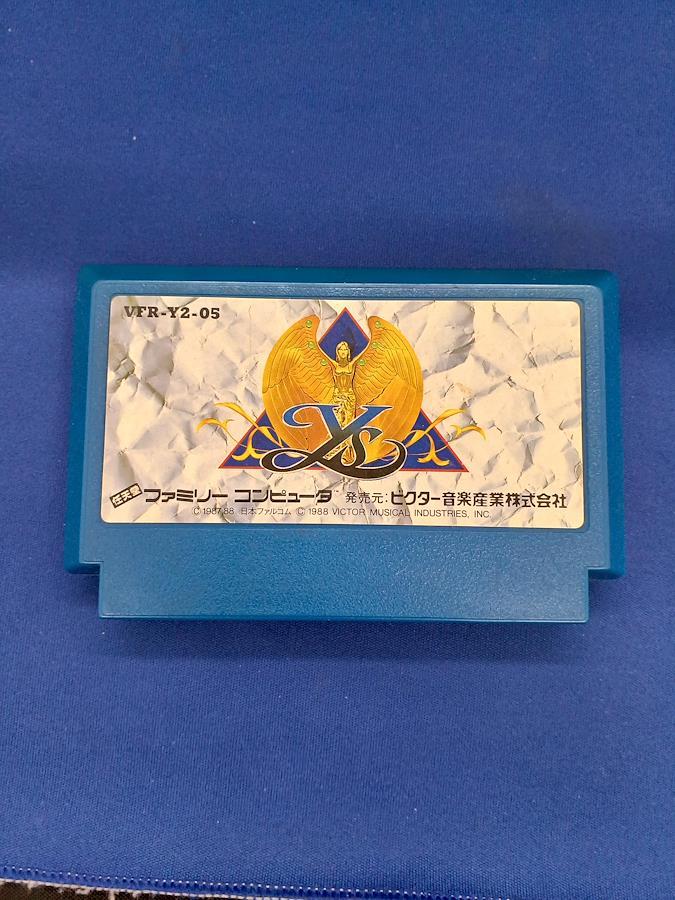 VFR-Y2-05
Ys
任天堂 ファミリー コンピュータ™ 発売元:ビクター音楽産業株式会社
© 1987.88 日本ファルコム © 1988 VICTOR MUSICAL INDUSTRIES, INC.